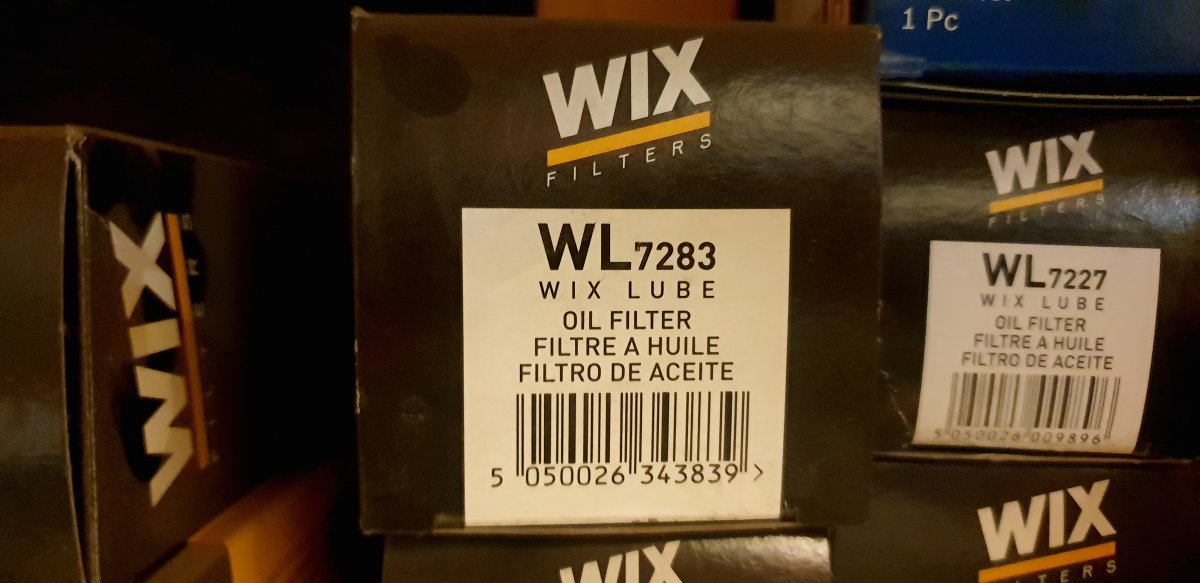 1 Pc
WIX
FILTERS
WL7283
WIX LUBE
OIL FILTER
FILTRE A HUILE
FILTRO DE ACEITE
5 050026 343839 >
WIX
FILTERS
WL7227
WIX LUBE
OIL FILTER
FILTRE A HUILE
FILTRO DE ACEITE
5 050026 009896
WIX
WIX
WIX
FILTERS